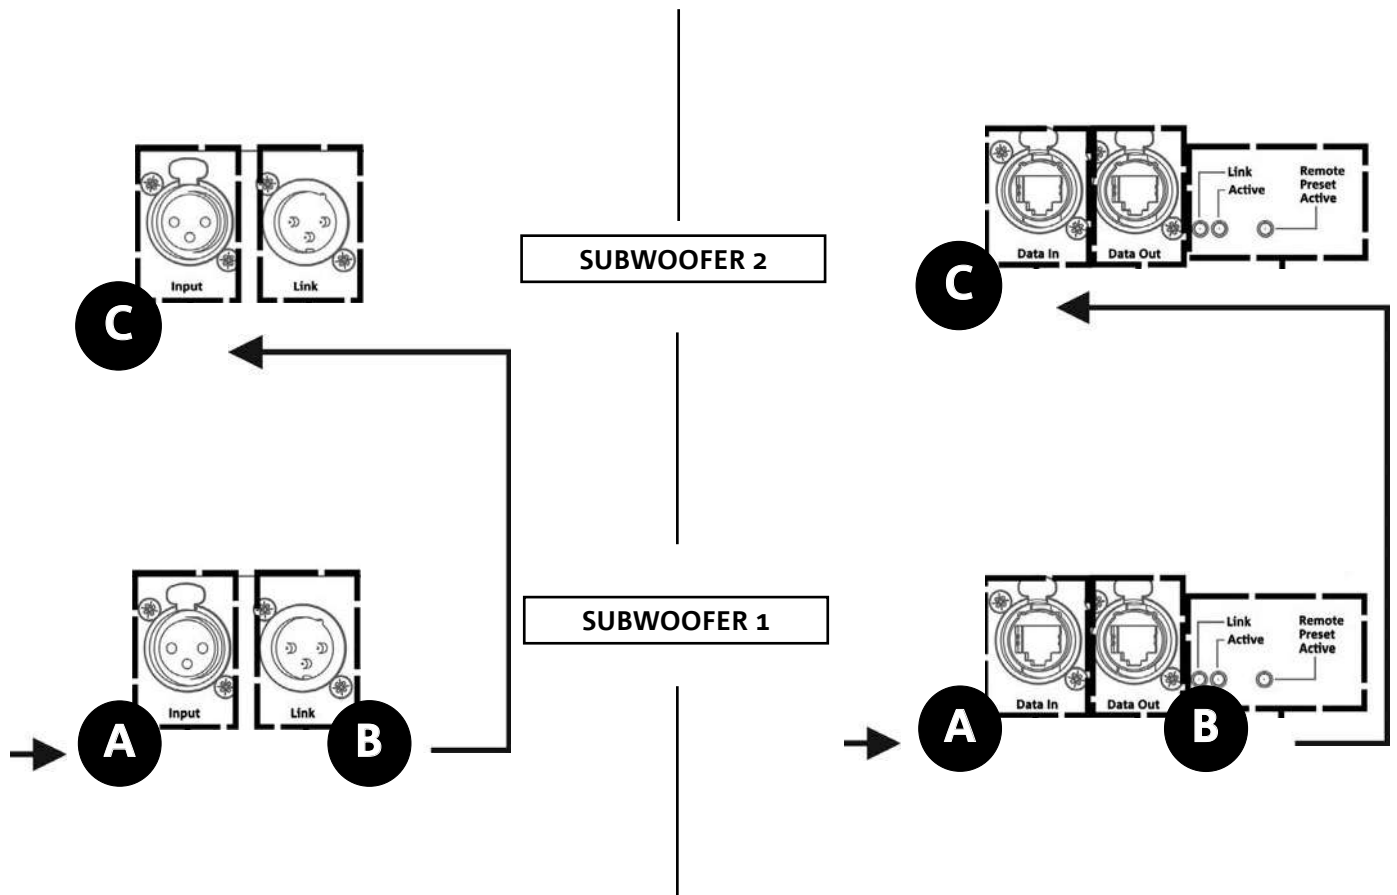 Input
Link
C
SUBWOOFER 2
Data In
Data Out
Link
Active
Remote
Preset
Active
C
Input
Link
A
B
SUBWOOFER 1
Data In
Data Out
Link
Active
Remote
Preset
Active
A
B